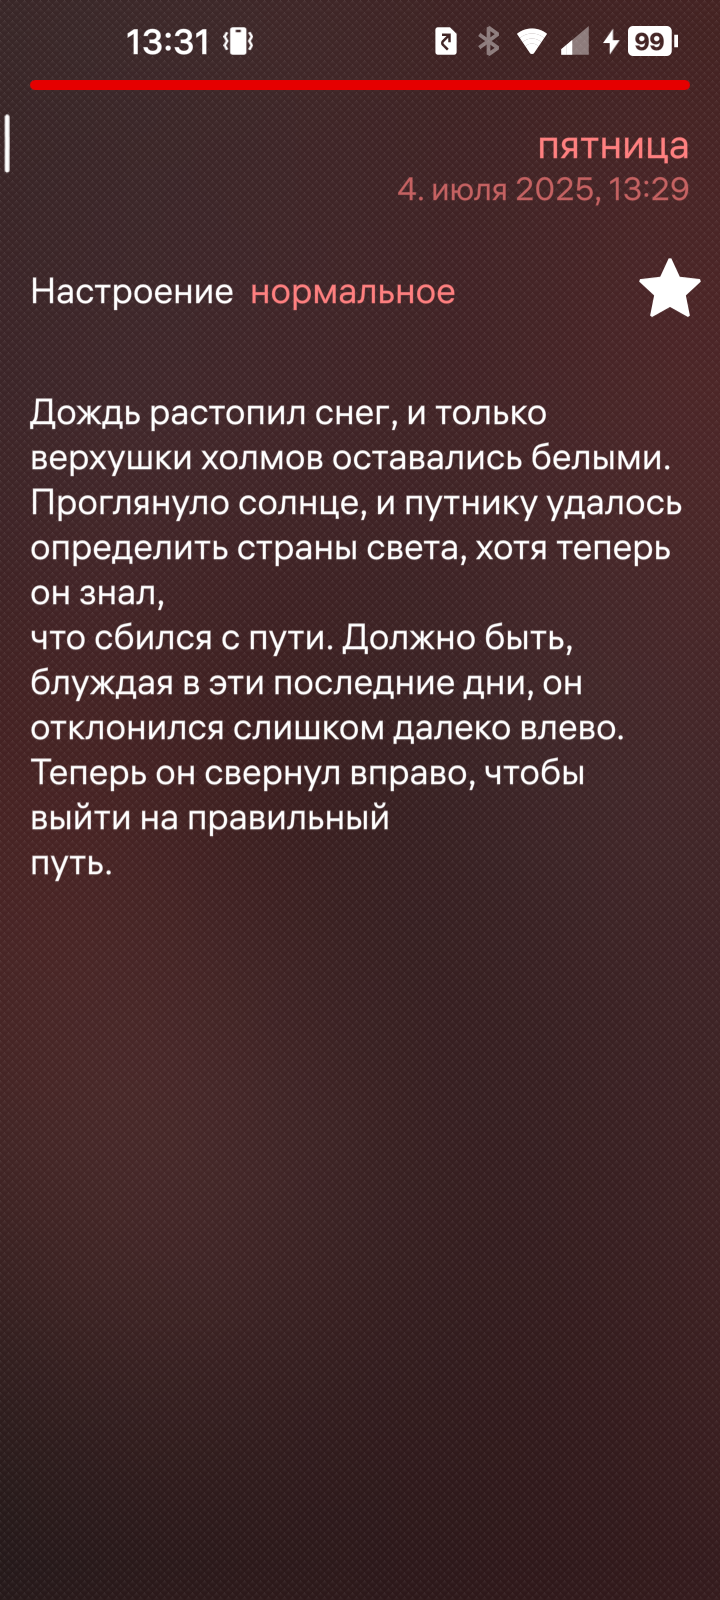 13:31
99
пятница
4. июля 2025, 13:29
Настроение нормальное
Дождь растопил снег, и только
верхушки холмов оставались белыми.
Проглянуло солнце, и путнику удалось
определить страны света, хотя теперь
он знал,
что сбился с пути. Должно быть,
блуждая в эти последние дни, он
отклонился слишком далеко влево.
Теперь он свернул вправо, чтобы
выйти на правильный
путь.